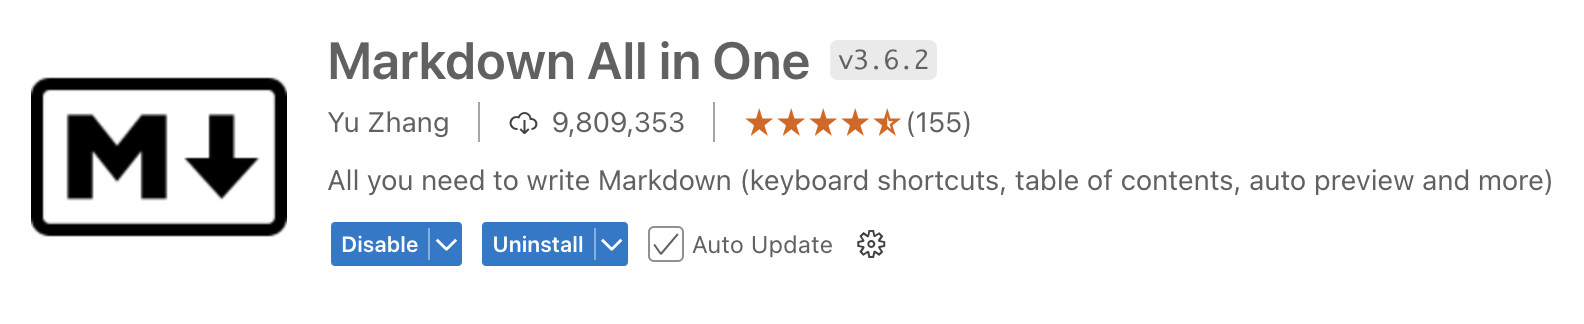 Markdown All in One v3.6.2
M
Yu Zhang 9,809,353 (155)
All you need to write Markdown (keyboard shortcuts, table of contents, auto preview and more)
Disable Uninstall Auto Update